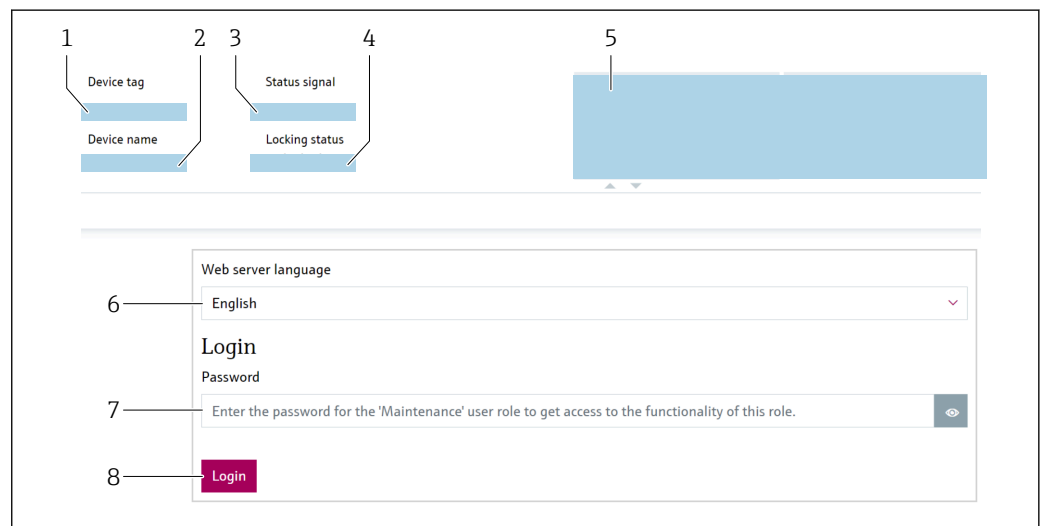 1 2 3 4 5
Device tag Status signal
Device name Locking status
Web server language
6 English
Login
Password
7 Enter the password for the 'Maintenance' user role to get access to the functionality of this role.
8 Login